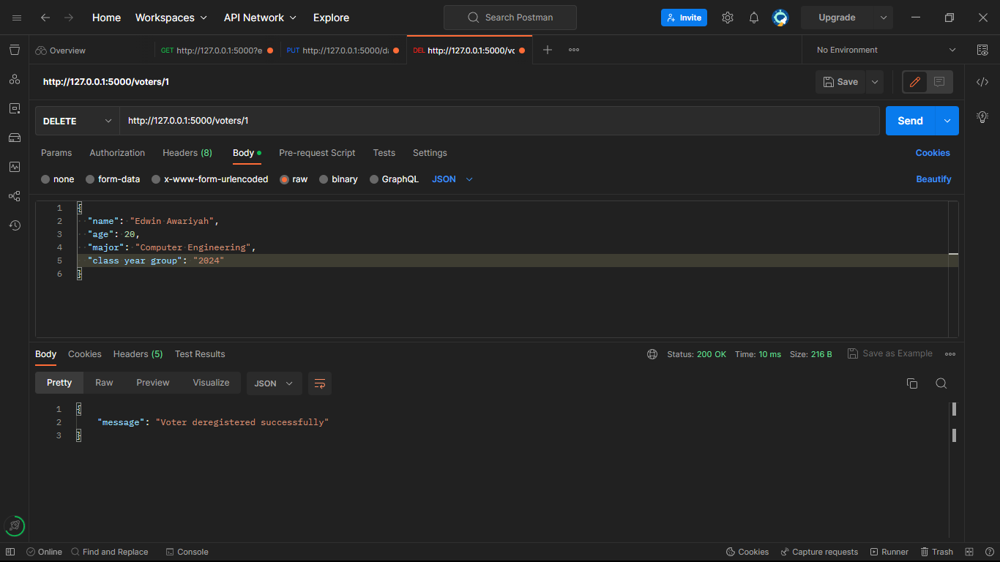 Home Workspaces API Network Explore Search Postman Invite Upgrade
Overview GET http://127.0.0.1:5000?e PUT http://127.0.0.1:5000/d DEL http://127.0.0.1:5000/vc No Environment
http://127.0.0.1:5000/voters/1 Save
DELETE http://127.0.0.1:5000/voters/1 Send
Params Authorization Headers (8) Body Pre-request Script Tests Settings Cookies
none form-data x-www-form-urlencoded raw binary GraphQL JSON Beautify
1 {
2 "name": "Edwin Awariyah",
3 "age": 20,
4 "major": "Computer Engineering",
5 "class year group": "2024"
6 }
Body Cookies Headers (5) Test Results Status: 200 OK Time: 10 ms Size: 216 B Save as Example
Pretty Raw Preview Visualize JSON
1 {
2 "message": "Voter deregistered successfully"
3 }
Online Find and Replace Console Cookies Capture requests Runner Trash